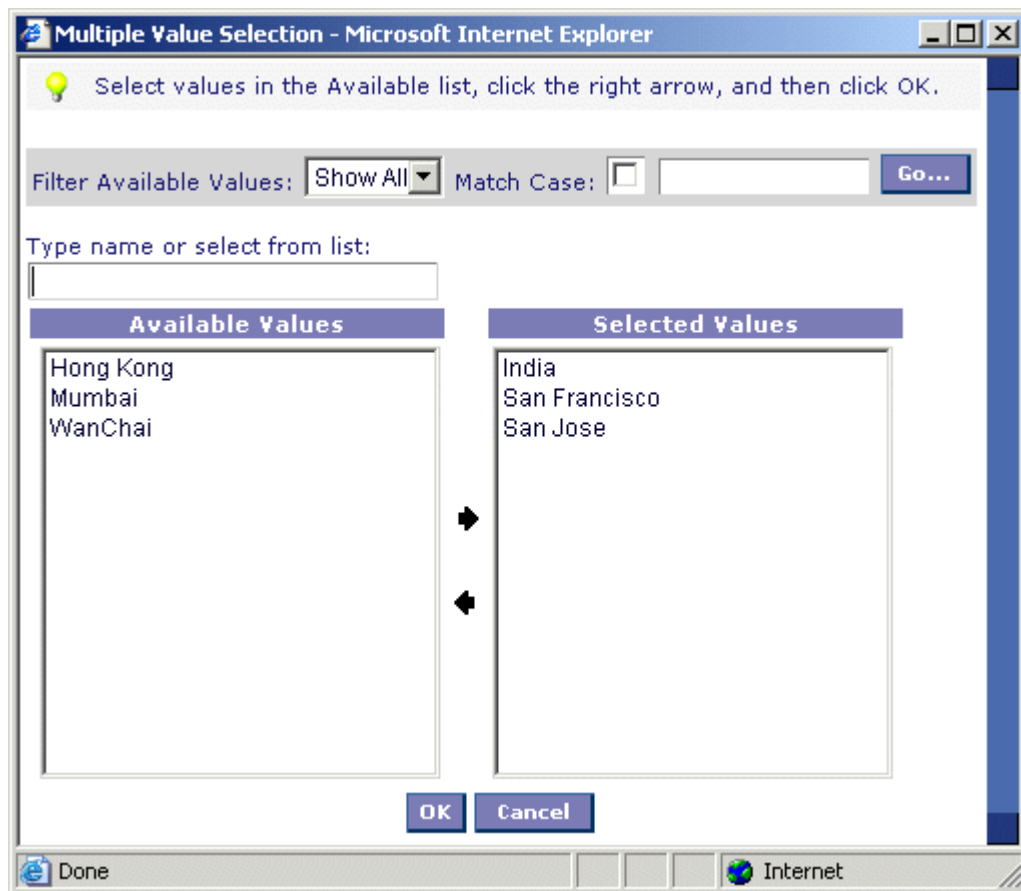 Multiple Value Selection - Microsoft Internet Explorer
Select values in the Available list, click the right arrow, and then click OK.
Filter Available Values: Show All Match Case: Go...
Type name or select from list:
Available Values Selected Values
Hong Kong India
Mumbai San Francisco
WanChai San Jose
OK Cancel
Done Internet